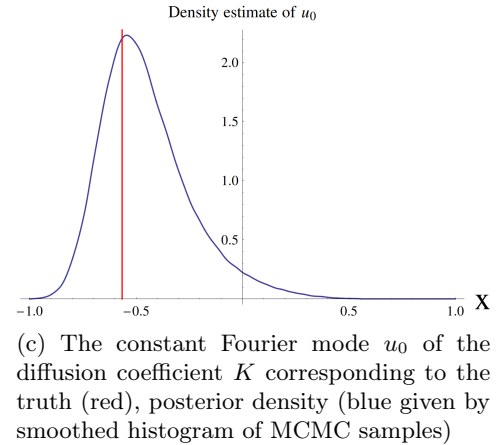 Density estimate of u₀
2.0
1.5
1.0
0.5
−1.0 −0.5 0.5 1.0 X
(c) The constant Fourier mode u₀ of the
diffusion coefficient K corresponding to the
truth (red), posterior density (blue given by
smoothed histogram of MCMC samples)